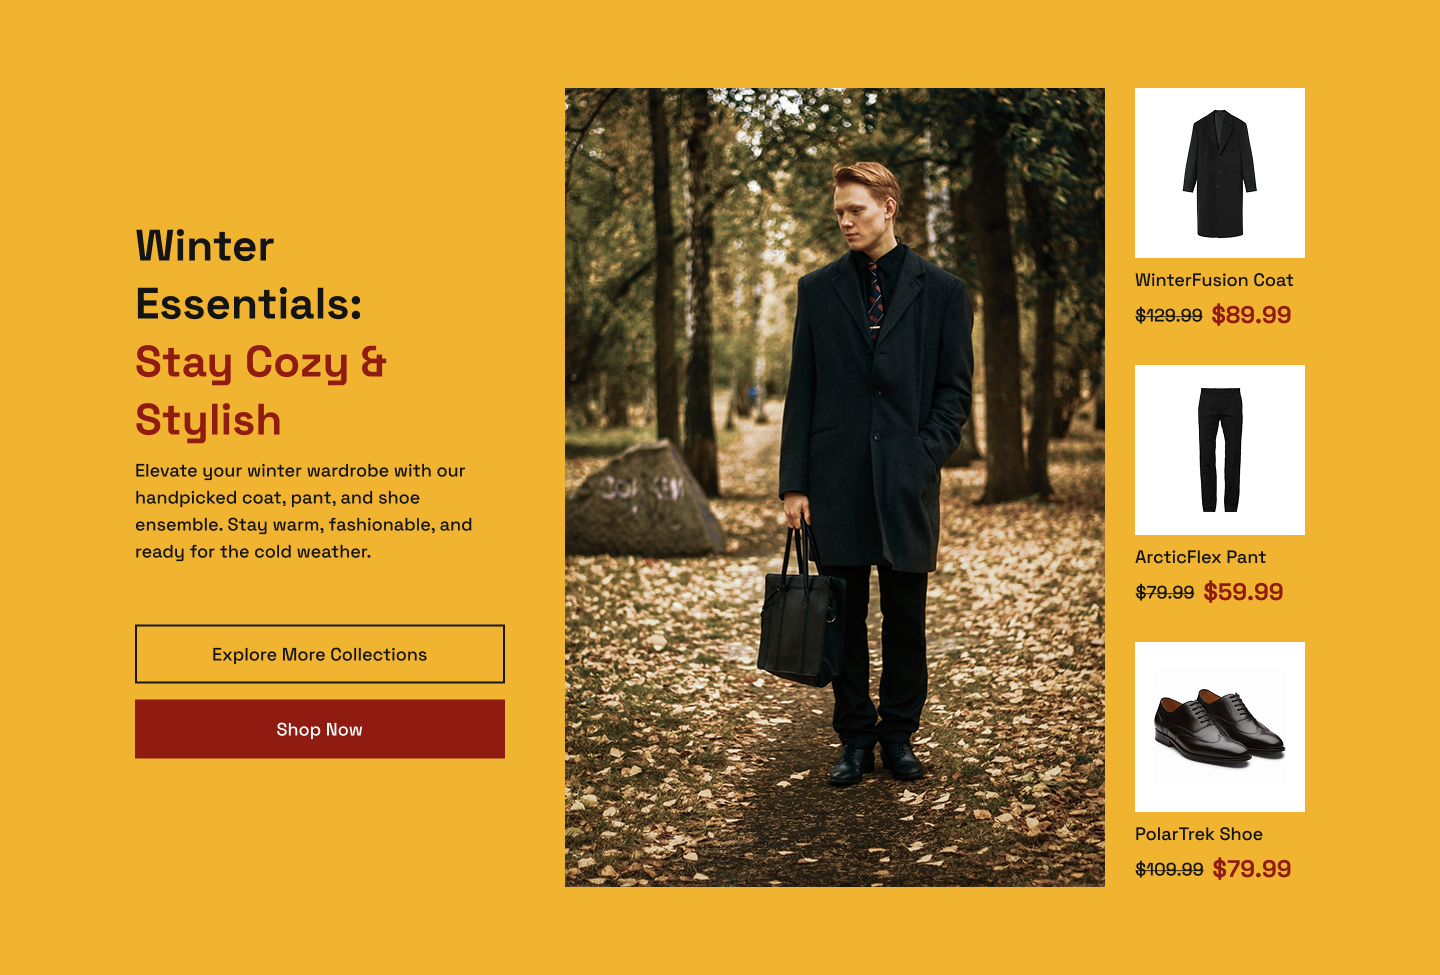 Winter
Essentials:
Stay Cozy &
Stylish
Elevate your winter wardrobe with our
handpicked coat, pant, and shoe
ensemble. Stay warm, fashionable, and
ready for the cold weather.
Explore More Collections
Shop Now
WinterFusion Coat
$129.99 $89.99
ArcticFlex Pant
$79.99 $59.99
PolarTrek Shoe
$109.99 $79.99